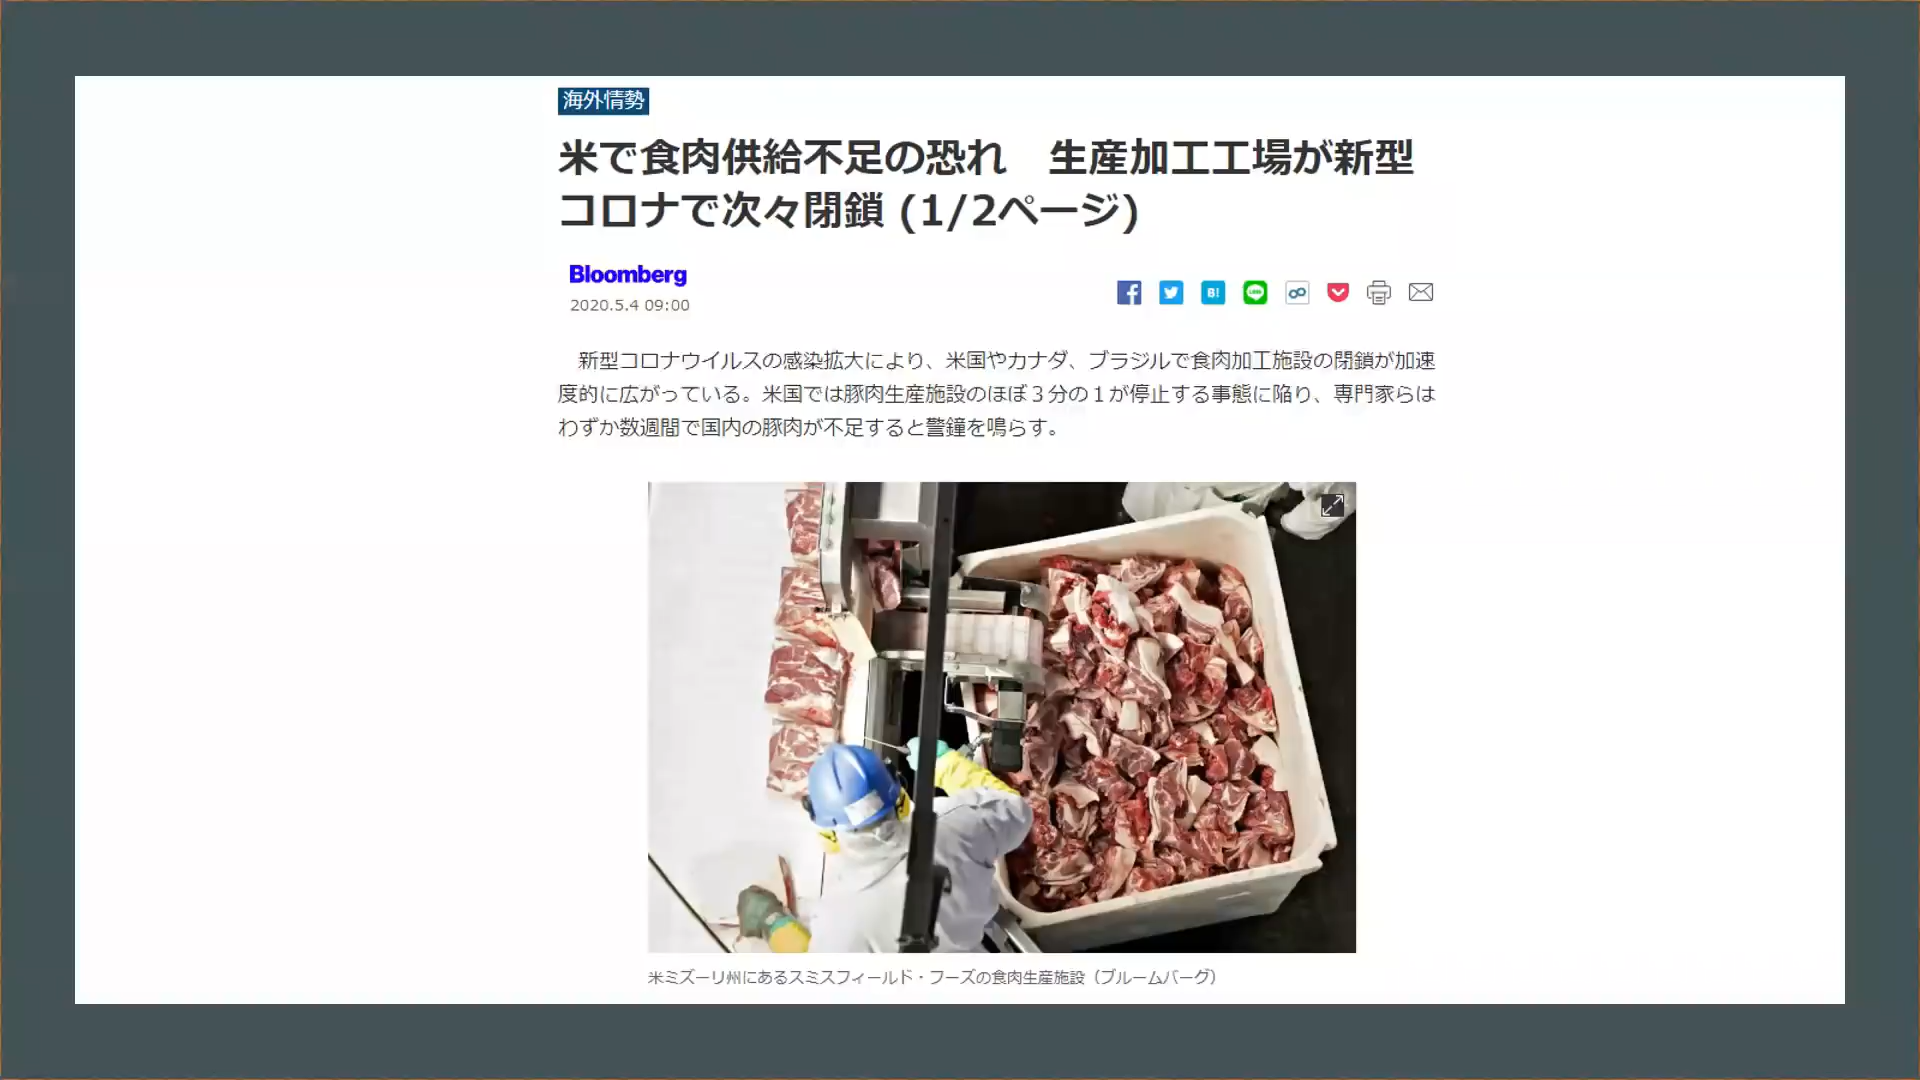 海外情勢
米で食肉供給不足の恐れ　生産加工工場が新型
コロナで次々閉鎖 (1/2ページ)
Bloomberg
2020.5.4 09:00
B!
LINE
　新型コロナウイルスの感染拡大により、米国やカナダ、ブラジルで食肉加工施設の閉鎖が加速
度的に広がっている。米国では豚肉生産施設のほぼ３分の１が停止する事態に陥り、専門家らは
わずか数週間で国内の豚肉が不足すると警鐘を鳴らす。
米ミズーリ州にあるスミスフィールド・フーズの食肉生産施設（ブルームバーグ）